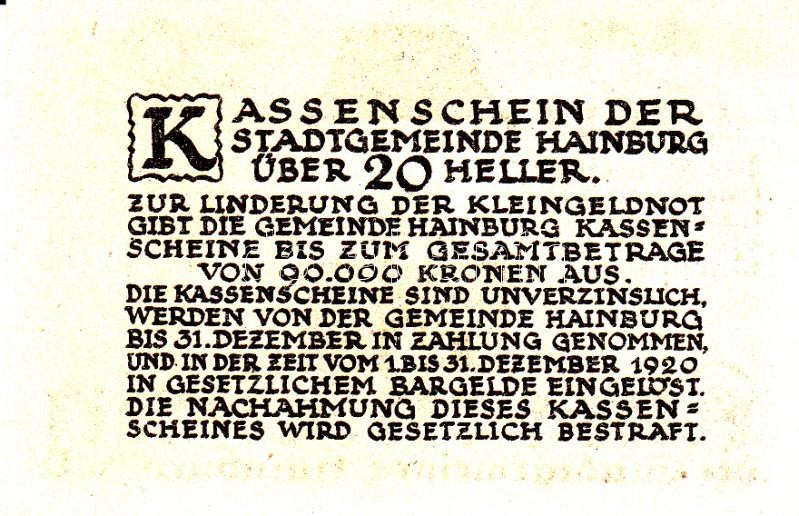 KASSENSCHEIN DER
STADTGEMEINDE HAINBURG
ÜBER 20 HELLER.
ZUR LINDERUNG DER KLEINGELDNOT
GIBT DIE GEMEINDE HAINBURG KASSEN=
SCHEINE BIS ZUM GESAMTBETRAGE
VON 90.000 KRONEN AUS.
DIE KASSENSCHEINE SIND UNVERZINSLICH,
WERDEN VON DER GEMEINDE HAINBURG
BIS 31. DEZEMBER IN ZAHLUNG GENOMMEN,
UND IN DER ZEIT VOM 1. BIS 31. DEZEMBER 1920
IN GESETZLICHEM BARGELDE EINGELÖST.
DIE NACHAHMUNG DIESES KASSEN=
SCHEINES WIRD GESETZLICH BESTRAFT.